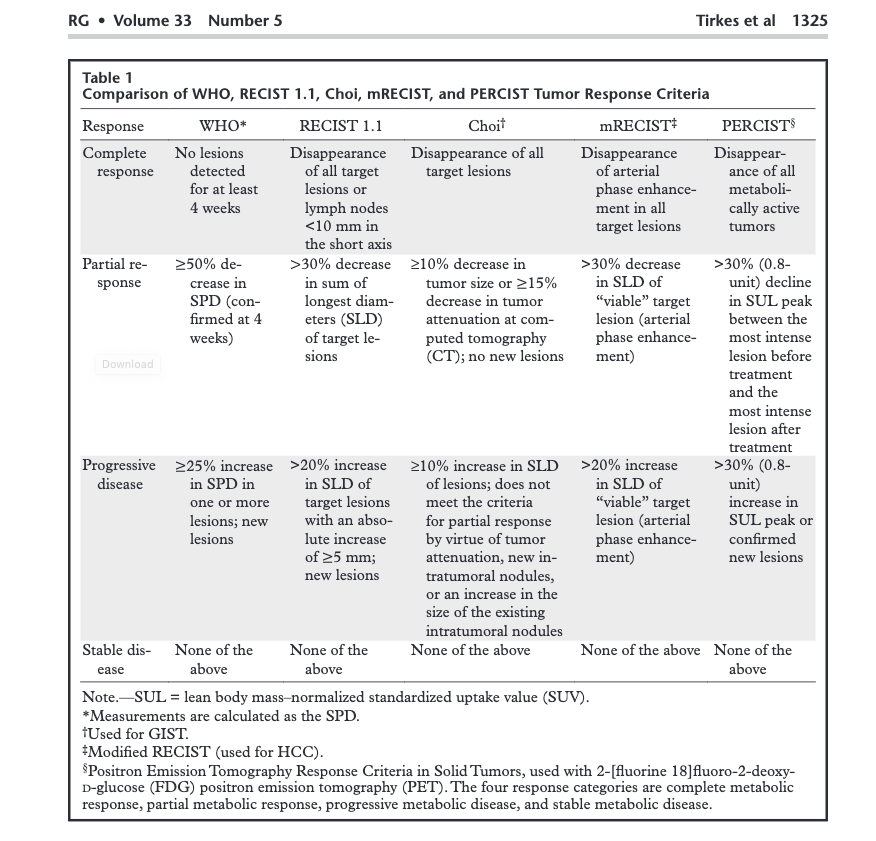 RG • Volume 33 Number 5 Tirkes et al 1325
Table 1
Comparison of WHO, RECIST 1.1, Choi, mRECIST, and PERCIST Tumor Response Criteria
Response WHO* RECIST 1.1 Choi† mRECIST‡ PERCIST§
Complete
response
No lesions
detected
for at least
4 weeks
Disappearance
of all target
lesions or
lymph nodes
<10 mm in
the short axis
Disappearance of all
target lesions
Disappearance
of arterial
phase enhance-
ment in all
target lesions
Disappear-
ance of all
metaboli-
cally active
tumors
Partial re-
sponse
≥50% de-
crease in
SPD (con-
firmed at 4
weeks)
>30% decrease
in sum of
longest diam-
eters (SLD)
of target le-
sions
≥10% decrease in
tumor size or ≥15%
decrease in tumor
attenuation at com-
puted tomography
(CT); no new lesions
>30% decrease
in SLD of
“viable” target
lesion (arterial
phase enhance-
ment)
>30% (0.8-
unit) decline
in SUL peak
between the
most intense
lesion before
treatment
and the
most intense
lesion after
treatment
Download
Progressive
disease
≥25% increase
in SPD in
one or more
lesions; new
lesions
>20% increase
in SLD of
target lesions
with an abso-
lute increase
of ≥5 mm;
new lesions
≥10% increase in SLD
of lesions; does not
meet the criteria
for partial response
by virtue of tumor
attenuation, new in-
tratumoral nodules,
or an increase in the
size of the existing
intratumoral nodules
>20% increase
in SLD of
“viable” target
lesion (arterial
phase enhance-
ment)
>30% (0.8-
unit)
increase in
SUL peak or
confirmed
new lesions
Stable dis-
ease
None of the
above
None of the
above
None of the above
None of the above
None of the
above
Note.—SUL = lean body mass–normalized standardized uptake value (SUV).
*Measurements are calculated as the SPD.
†Used for GIST.
‡Modified RECIST (used for HCC).
§Positron Emission Tomography Response Criteria in Solid Tumors, used with 2-[fluorine 18]fluoro-2-deoxy-
D-glucose (FDG) positron emission tomography (PET). The four response categories are complete metabolic
response, partial metabolic response, progressive metabolic disease, and stable metabolic disease.